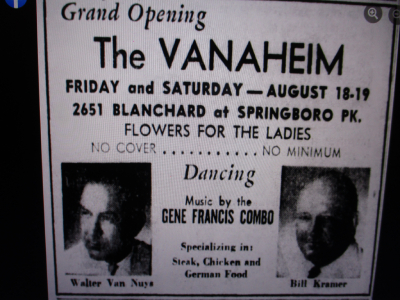 Grand Opening
The VANAHEIM
FRIDAY and SATURDAY — AUGUST 18-19
2651 BLANCHARD at SPRINGBORO PK.
FLOWERS FOR THE LADIES
NO COVER . . . . . . . . . . . NO MINIMUM
Dancing
Music by the
GENE FRANCIS COMBO
Specializing in:
Steak, Chicken and
German Food
Walter Van Nuys
Bill Kramer